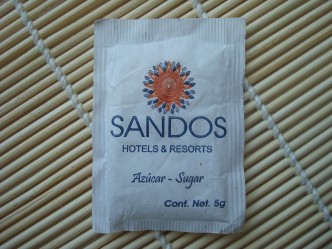 SANDOS
HOTELS & RESORTS
Azúcar - Sugar
Cont. Net. 5g